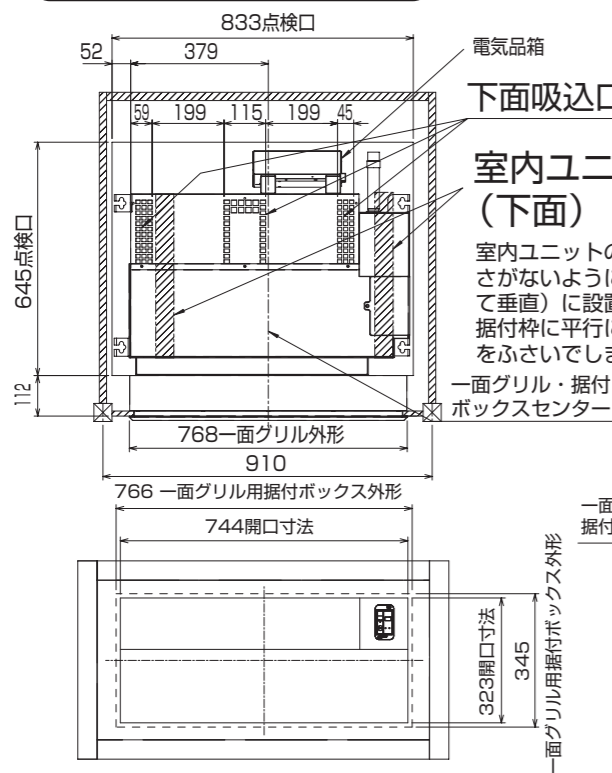 833点検口
52
379
電気品箱
下面吸込口
59
199
115
199
45
室内ユニ
（下面）
645点検口
室内ユニットの
さがないように
て垂直）に設置
据付枠に平行に
をふさいでしま
112
一面グリル・据付
ボックスセンター
768一面グリル外形
910
766 一面グリル用据付ボックス外形
744開口寸法
一面
据付
323開口寸法
345
一面グリル用据付ボックス外形